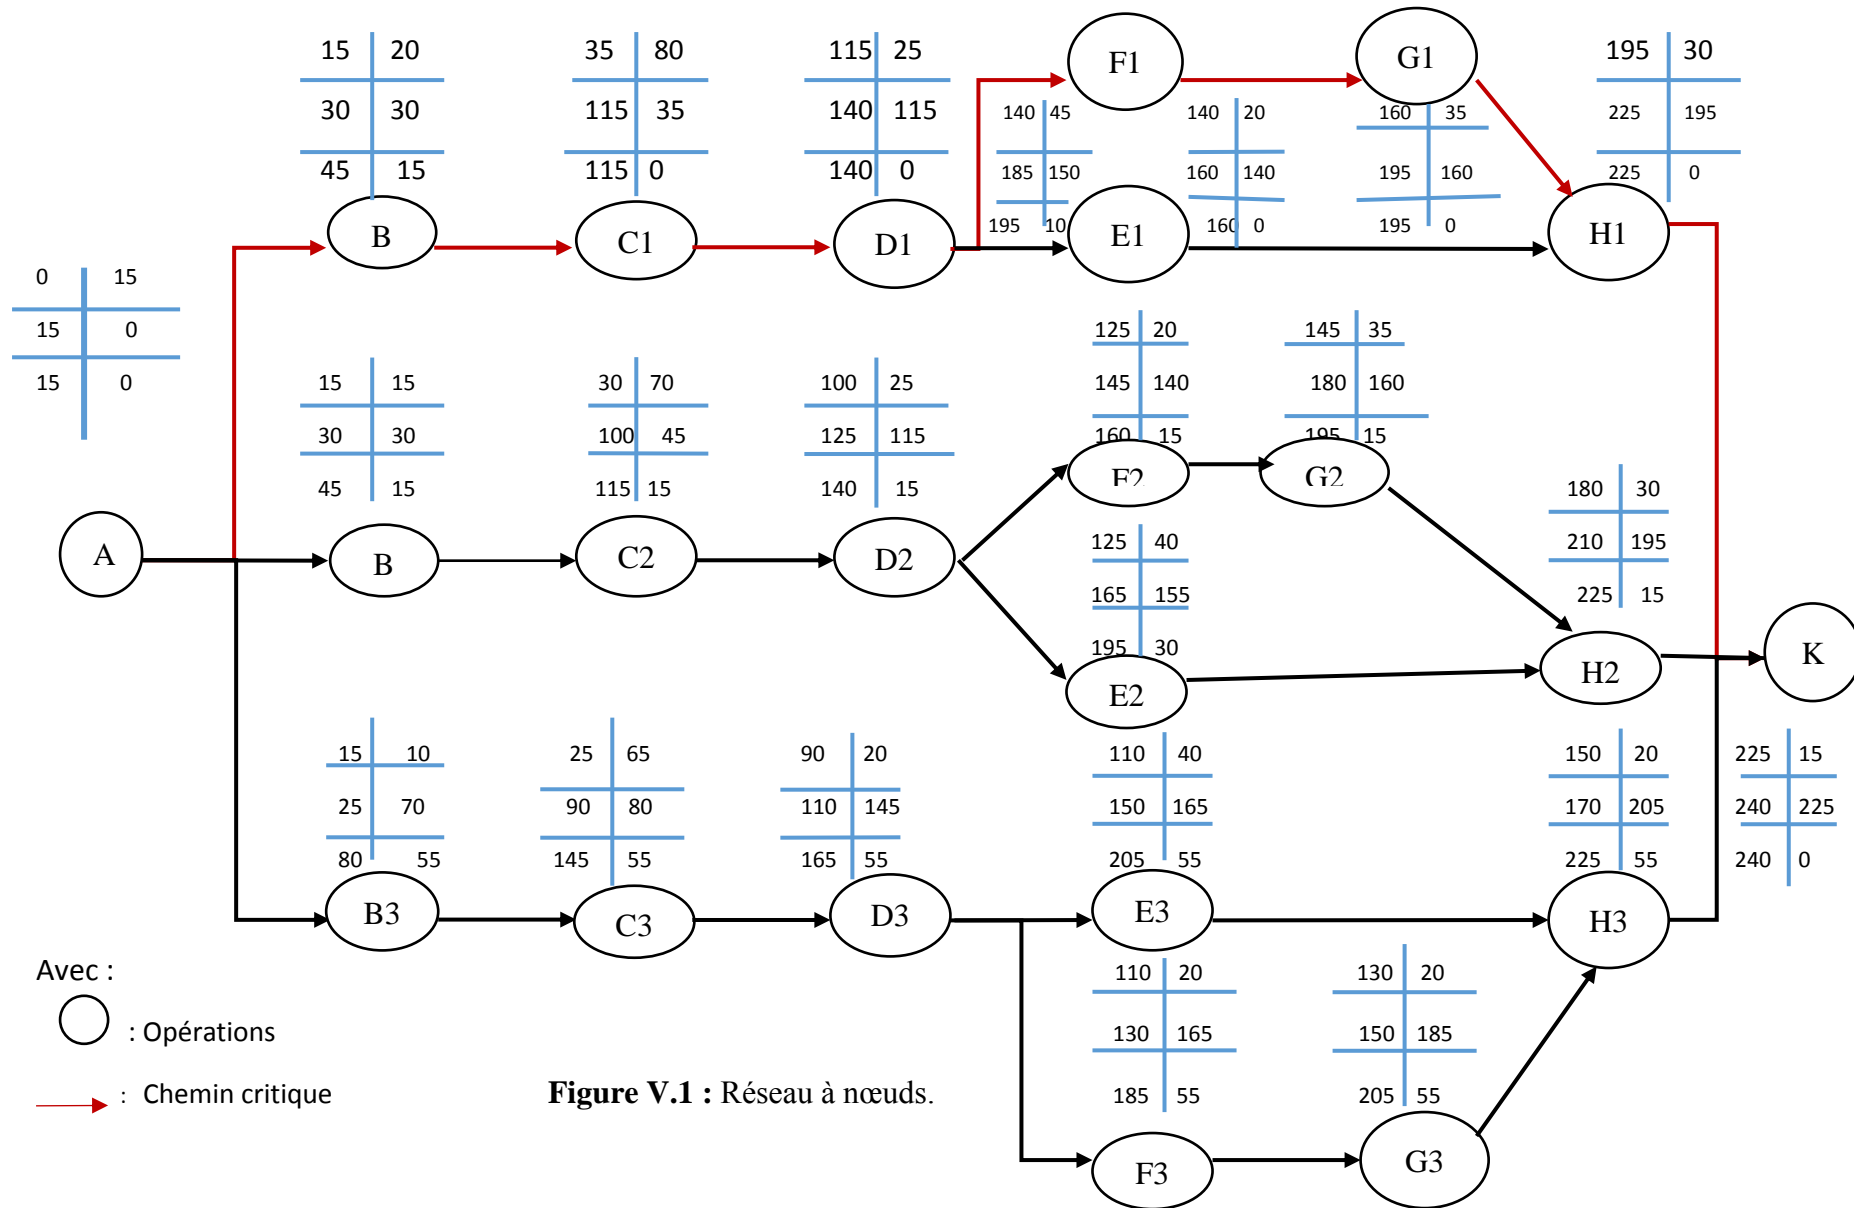 F1
G1
15 20
30 30
45 15
35 80
115 35
115 0
115 25
140 115
140 0
140 45
185 150
195 10
140 20
160 140
160 0
160 35
195 160
195 0
195 30
225 195
225 0
B
C1
D1
E1
H1
0 15
15 0
15 0
15 15
30 30
45 15
30 70
100 45
115 15
100 25
125 115
140 15
125 20
145 140
160 15
145 35
180 160
195 15
F2
G2
180 30
210 195
225 15
A
B
C2
D2
125 40
165 155
195 30
E2
H2
K
15 10
25 70
80 55
25 65
90 80
145 55
90 20
110 145
165 55
110 40
150 165
205 55
150 20
170 205
225 55
225 15
240 225
240 0
B3
C3
D3
E3
H3
110 20
130 165
185 55
130 20
150 185
205 55
F3
G3
Avec :
: Opérations
: Chemin critique
Figure V.1 : Réseau à nœuds.